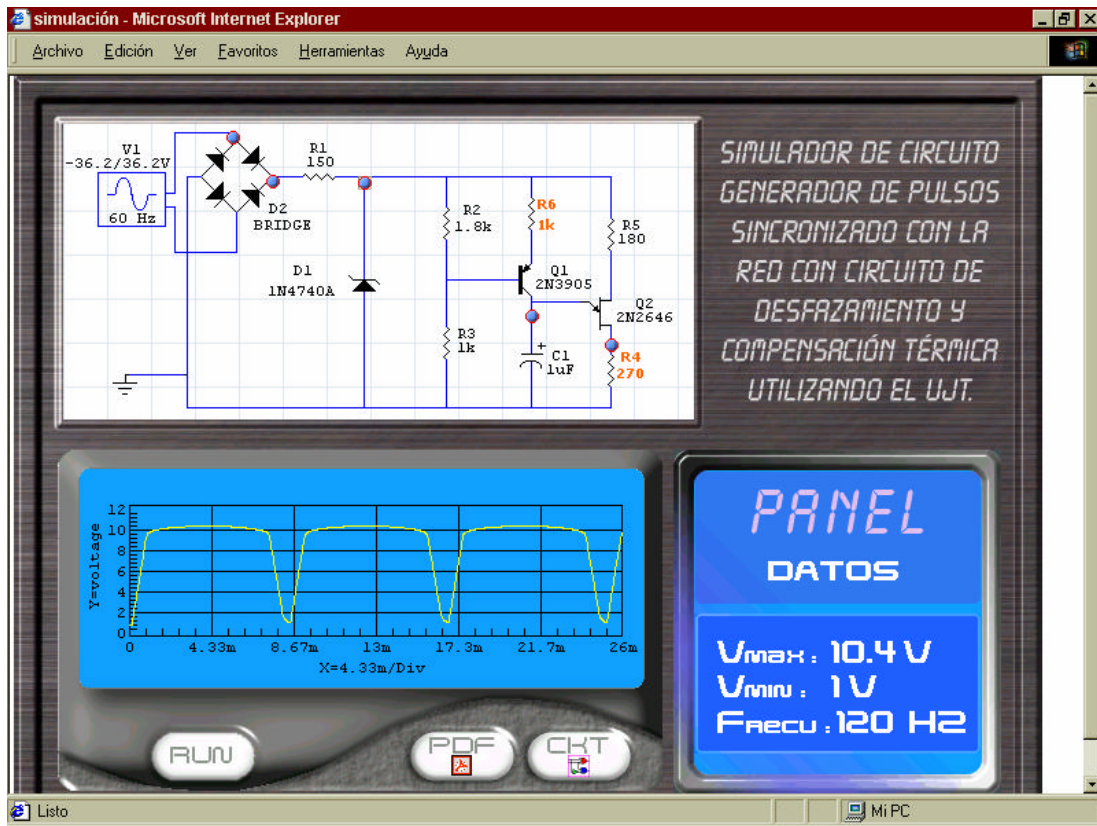 simulación - Microsoft Internet Explorer
Archivo Edición Ver Favoritos Herramientas Ayuda
V1
-36.2/36.2V
60 Hz
D2
BRIDGE
R1
150
D1
1N4740A
R2
1.8k
R3
1k
R6
1k
Q1
2N3905
C1
+
1uF
R5
180
Q2
2N2646
R4
270
SIMULADOR DE CIRCUITO
GENERADOR DE PULSOS
SINCRONIZADO CON LA
RED CON CIRCUITO DE
DESFAZAMIENTO Y
COMPENSACIÓN TÉRMICA
UTILIZANDO EL UJT.
Y=voltage
12
10
8
6
4
2
0
0 4.33m 8.67m 13m 17.3m 21.7m 26m
X=4.33m/Div
PANEL
DATOS
Vmax : 10.4 V
Vmin : 1 V
Frecu : 120 HZ
RUN
PDF
CKT
Listo
Mi PC